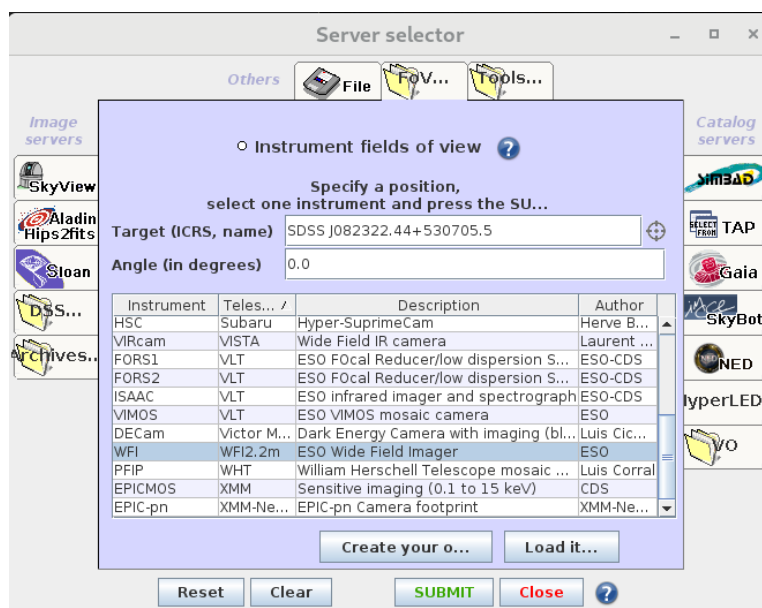 Server selector
Others
File
FoV...
Tools...
Image
servers
Catalog
servers
SkyView
Aladin
Hips2fits
Sloan
DSS...
Archives..
Instrument fields of view ?
Specify a position,
select one instrument and press the SU...
Target (ICRS, name) SDSS J082322.44+530705.5
Angle (in degrees) 0.0
Instrument Teles... / Description Author
HSC Subaru Hyper-SuprimeCam Herve B...
VIRcam VISTA Wide Field IR camera Laurent ...
FORS1 VLT ESO FOcal Reducer/low dispersion S... ESO-CDS
FORS2 VLT ESO FOcal Reducer/low dispersion S... ESO-CDS
ISAAC VLT ESO infrared imager and spectrograph ESO-CDS
VIMOS VLT ESO VIMOS mosaic camera ESO
DECam Victor M... Dark Energy Camera with imaging (bl... Luis Cic...
WFI WFI2.2m ESO Wide Field Imager ESO
PFIP WHT William Herschell Telescope mosaic ... Luis Corral
EPICMOS XMM Sensitive imaging (0.1 to 15 keV) CDS
EPIC-pn XMM-Ne... EPIC-pn Camera footprint XMM-Ne...
Create your o... Load it...
SIMBAD
SELECT
FROM
TAP
Gaia
SkyBot
NED
HyperLED
VO
Reset Clear SUBMIT Close ?